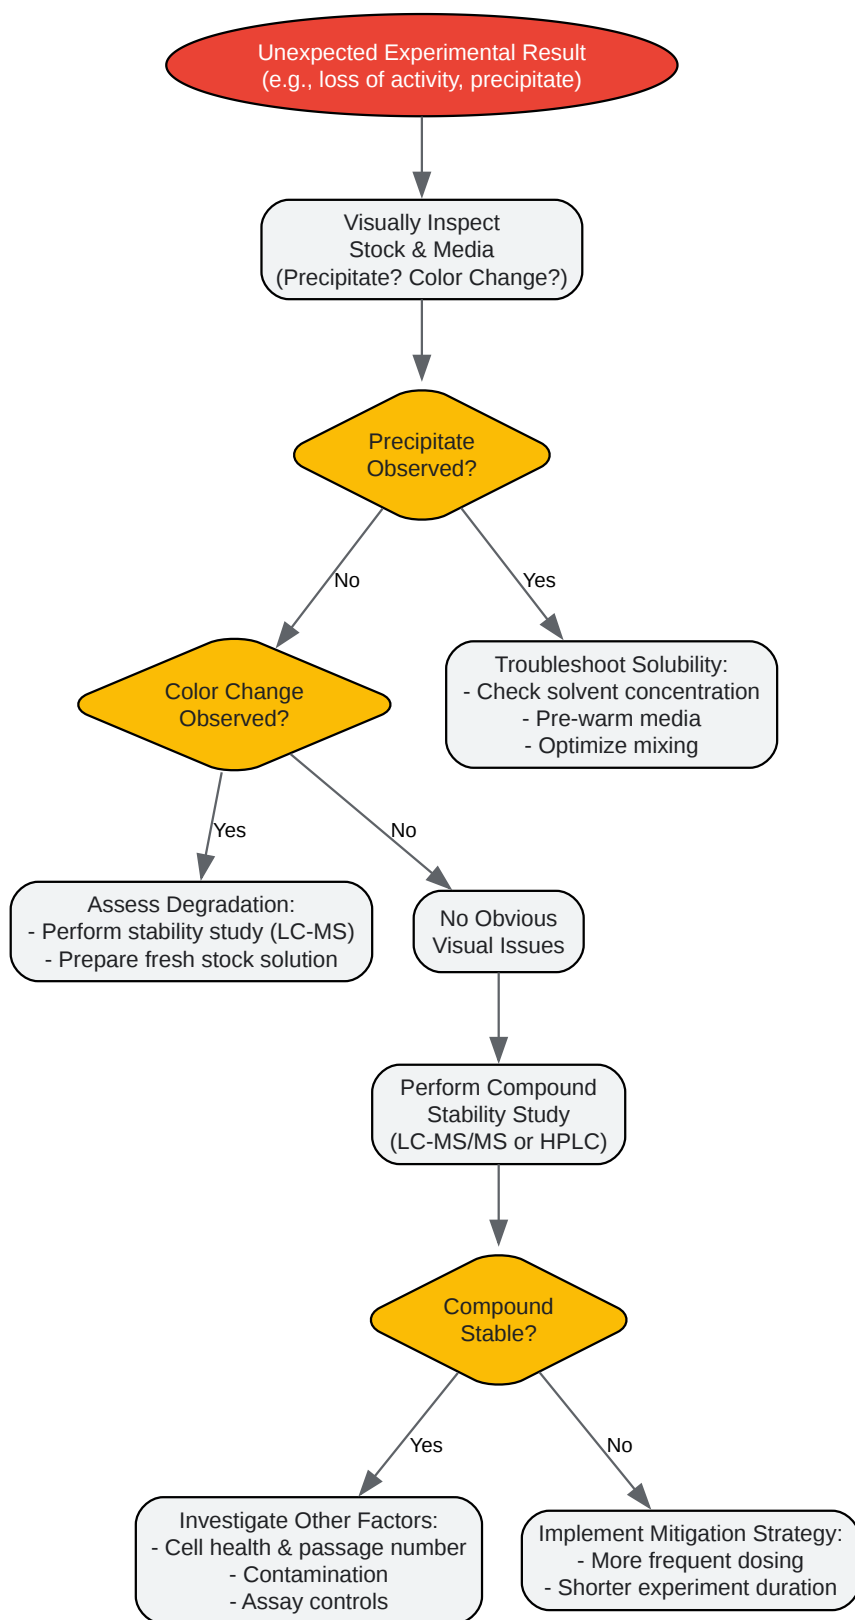 Unexpected Experimental Result
(e.g., loss of activity, precipitate)
Visually Inspect
Stock & Media
(Precipitate? Color Change?)
Precipitate
Observed?
No
Yes
Color Change
Observed?
Troubleshoot Solubility:
- Check solvent concentration
- Pre-warm media
- Optimize mixing
Yes
No
Assess Degradation:
- Perform stability study (LC-MS)
- Prepare fresh stock solution
No Obvious
Visual Issues
Perform Compound
Stability Study
(LC-MS/MS or HPLC)
Compound
Stable?
Yes
No
Investigate Other Factors:
- Cell health & passage number
- Contamination
- Assay controls
Implement Mitigation Strategy:
- More frequent dosing
- Shorter experiment duration